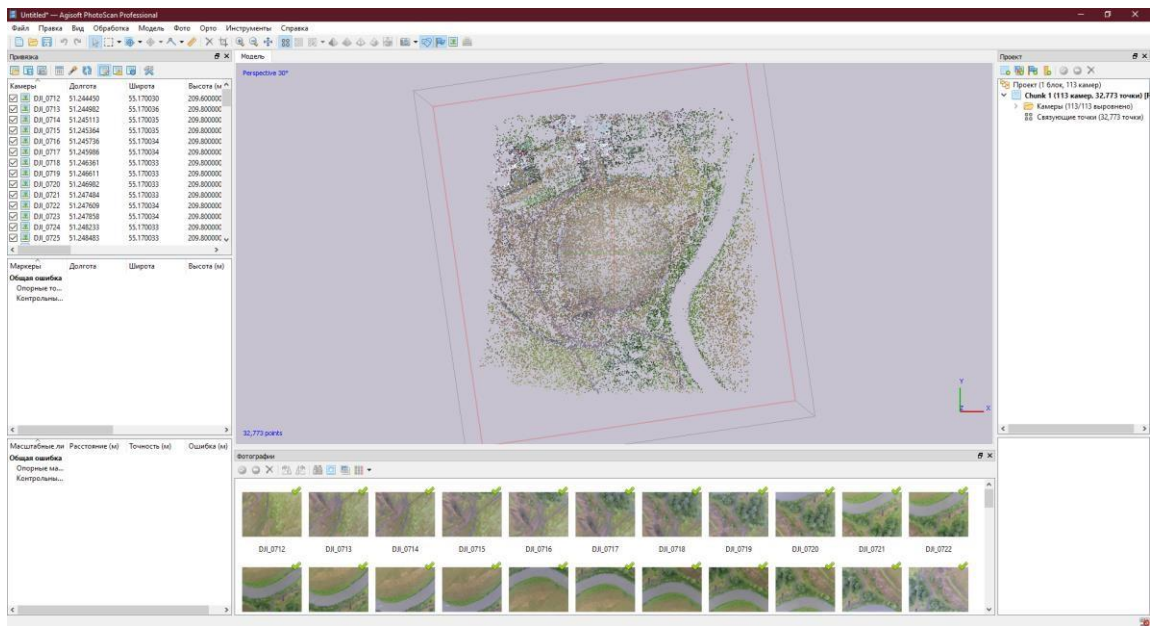 Untitled* — Agisoft PhotoScan Professional
Файл Правка Вид Обработка Модель Фото Орто Инструменты Справка
Привязка
Камеры Долгота Широта Высота (м
DJI_0712 51.244450 55.170030 209.600000
DJI_0713 51.244982 55.170036 209.800000
DJI_0714 51.245113 55.170035 209.800000
DJI_0715 51.245364 55.170035 209.800000
DJI_0716 51.245736 55.170034 209.800000
DJI_0717 51.245986 55.170034 209.800000
DJI_0718 51.246361 55.170033 209.800000
DJI_0719 51.246611 55.170033 209.800000
DJI_0720 51.246982 55.170033 209.800000
DJI_0721 51.247484 55.170033 209.800000
DJI_0722 51.247609 55.170034 209.800000
DJI_0723 51.247858 55.170034 209.800000
DJI_0724 51.248233 55.170033 209.800000
DJI_0725 51.248483 55.170033 209.800000
Маркеры Долгота Широта Высота (м)
Общая ошибка
Опорные то...
Контрольны...
Масштабные ли Расстояние (м) Точность (м) Ошибка (м)
Общая ошибка
Опорные ма...
Контрольны...
Модель
Perspective 30°
Y
Z X
32,773 points
Фотографии
DJI_0712 DJI_0713 DJI_0714 DJI_0715 DJI_0716 DJI_0717 DJI_0718 DJI_0719 DJI_0720 DJI_0721 DJI_0722
Проект
Проект (1 блок, 113 камер)
Chunk 1 (113 камер, 32,773 точки) [R
Камеры (113/113 выровнено)
Связующие точки (32,773 точки)